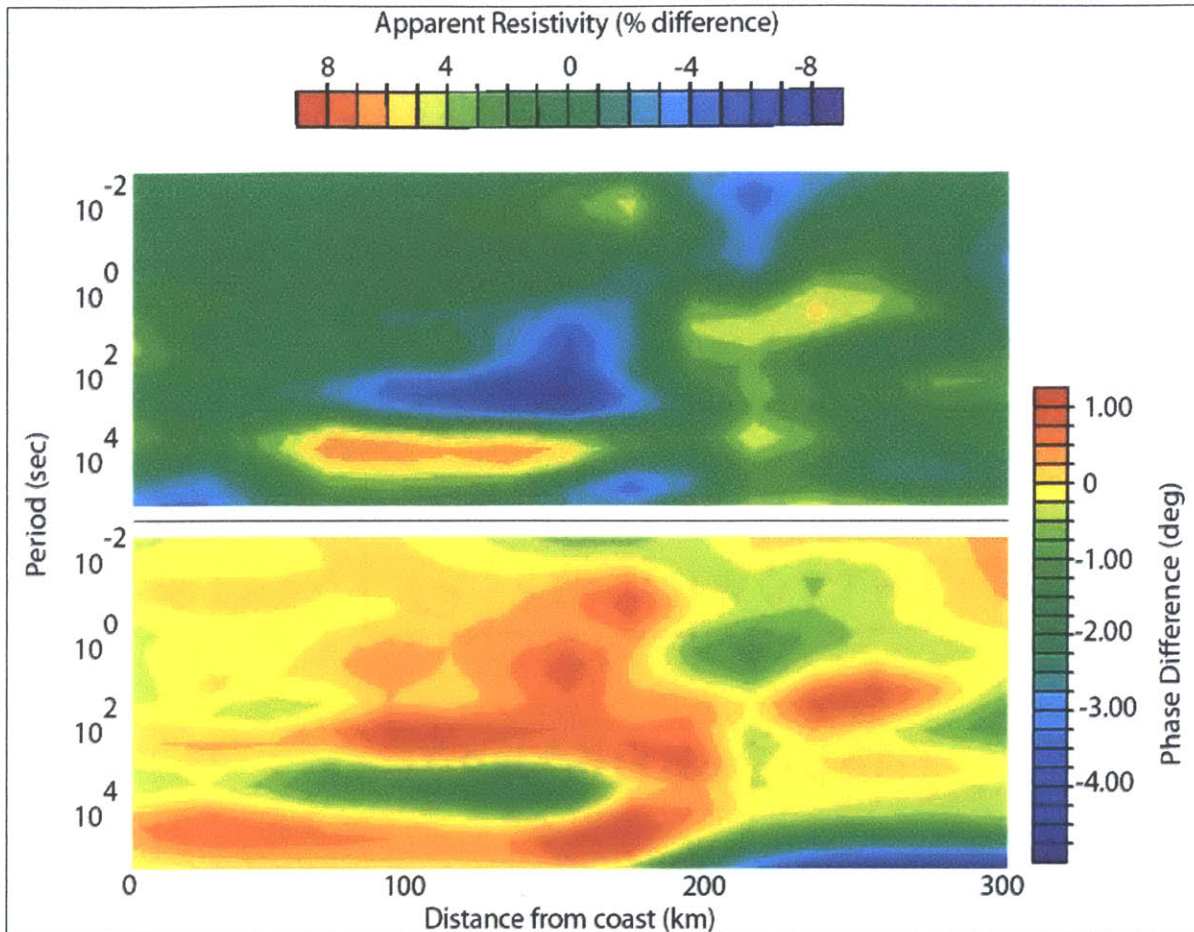 Apparent Resistivity (% difference)
8 4 0 -4 -8
10 -2
10 0
10 2
10 4
Period (sec)
10 -2
10 0
10 2
10 4
0 100 200 300
Distance from coast (km)
1.00
0
-1.00
-2.00
-3.00
-4.00
Phase Difference (deg)